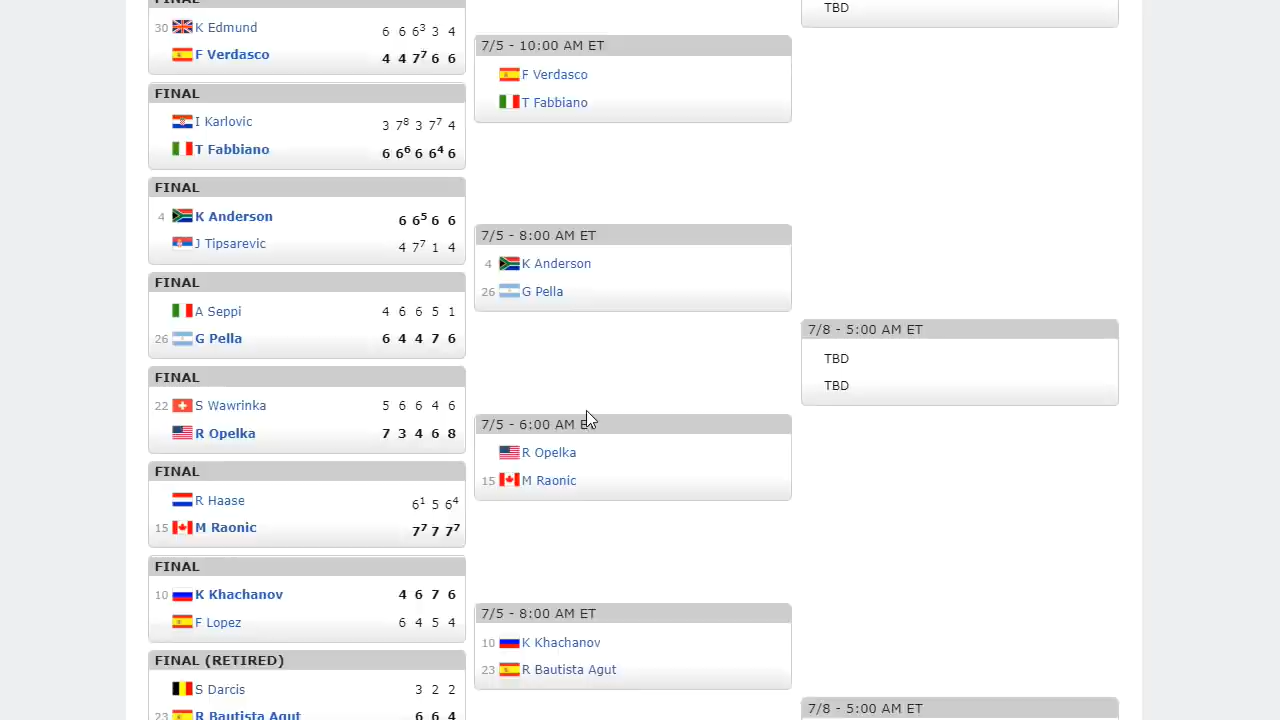 FINAL
30 K Edmund 6 6 6³ 3 4
F Verdasco 4 4 7⁷ 6 6
FINAL
I Karlovic 3 7⁸ 3 7⁷ 4
T Fabbiano 6 6⁶ 6 6⁴ 6
FINAL
4 K Anderson 6 6⁵ 6 6
J Tipsarevic 4 7⁷ 1 4
FINAL
A Seppi 4 6 6 5 1
26 G Pella 6 4 4 7 6
FINAL
22 S Wawrinka 5 6 6 4 6
R Opelka 7 3 4 6 8
FINAL
R Haase 6¹ 5 6⁴
15 M Raonic 7⁷ 7 7⁷
FINAL
10 K Khachanov 4 6 7 6
F Lopez 6 4 5 4
FINAL (RETIRED)
S Darcis 3 2 2
23 R Bautista Agut 6 6 4
7/5 - 10:00 AM ET
F Verdasco
T Fabbiano
7/5 - 8:00 AM ET
4 K Anderson
26 G Pella
7/5 - 6:00 AM ET
R Opelka
15 M Raonic
7/5 - 8:00 AM ET
10 K Khachanov
23 R Bautista Agut
TBD
7/8 - 5:00 AM ET
TBD
TBD
7/8 - 5:00 AM ET